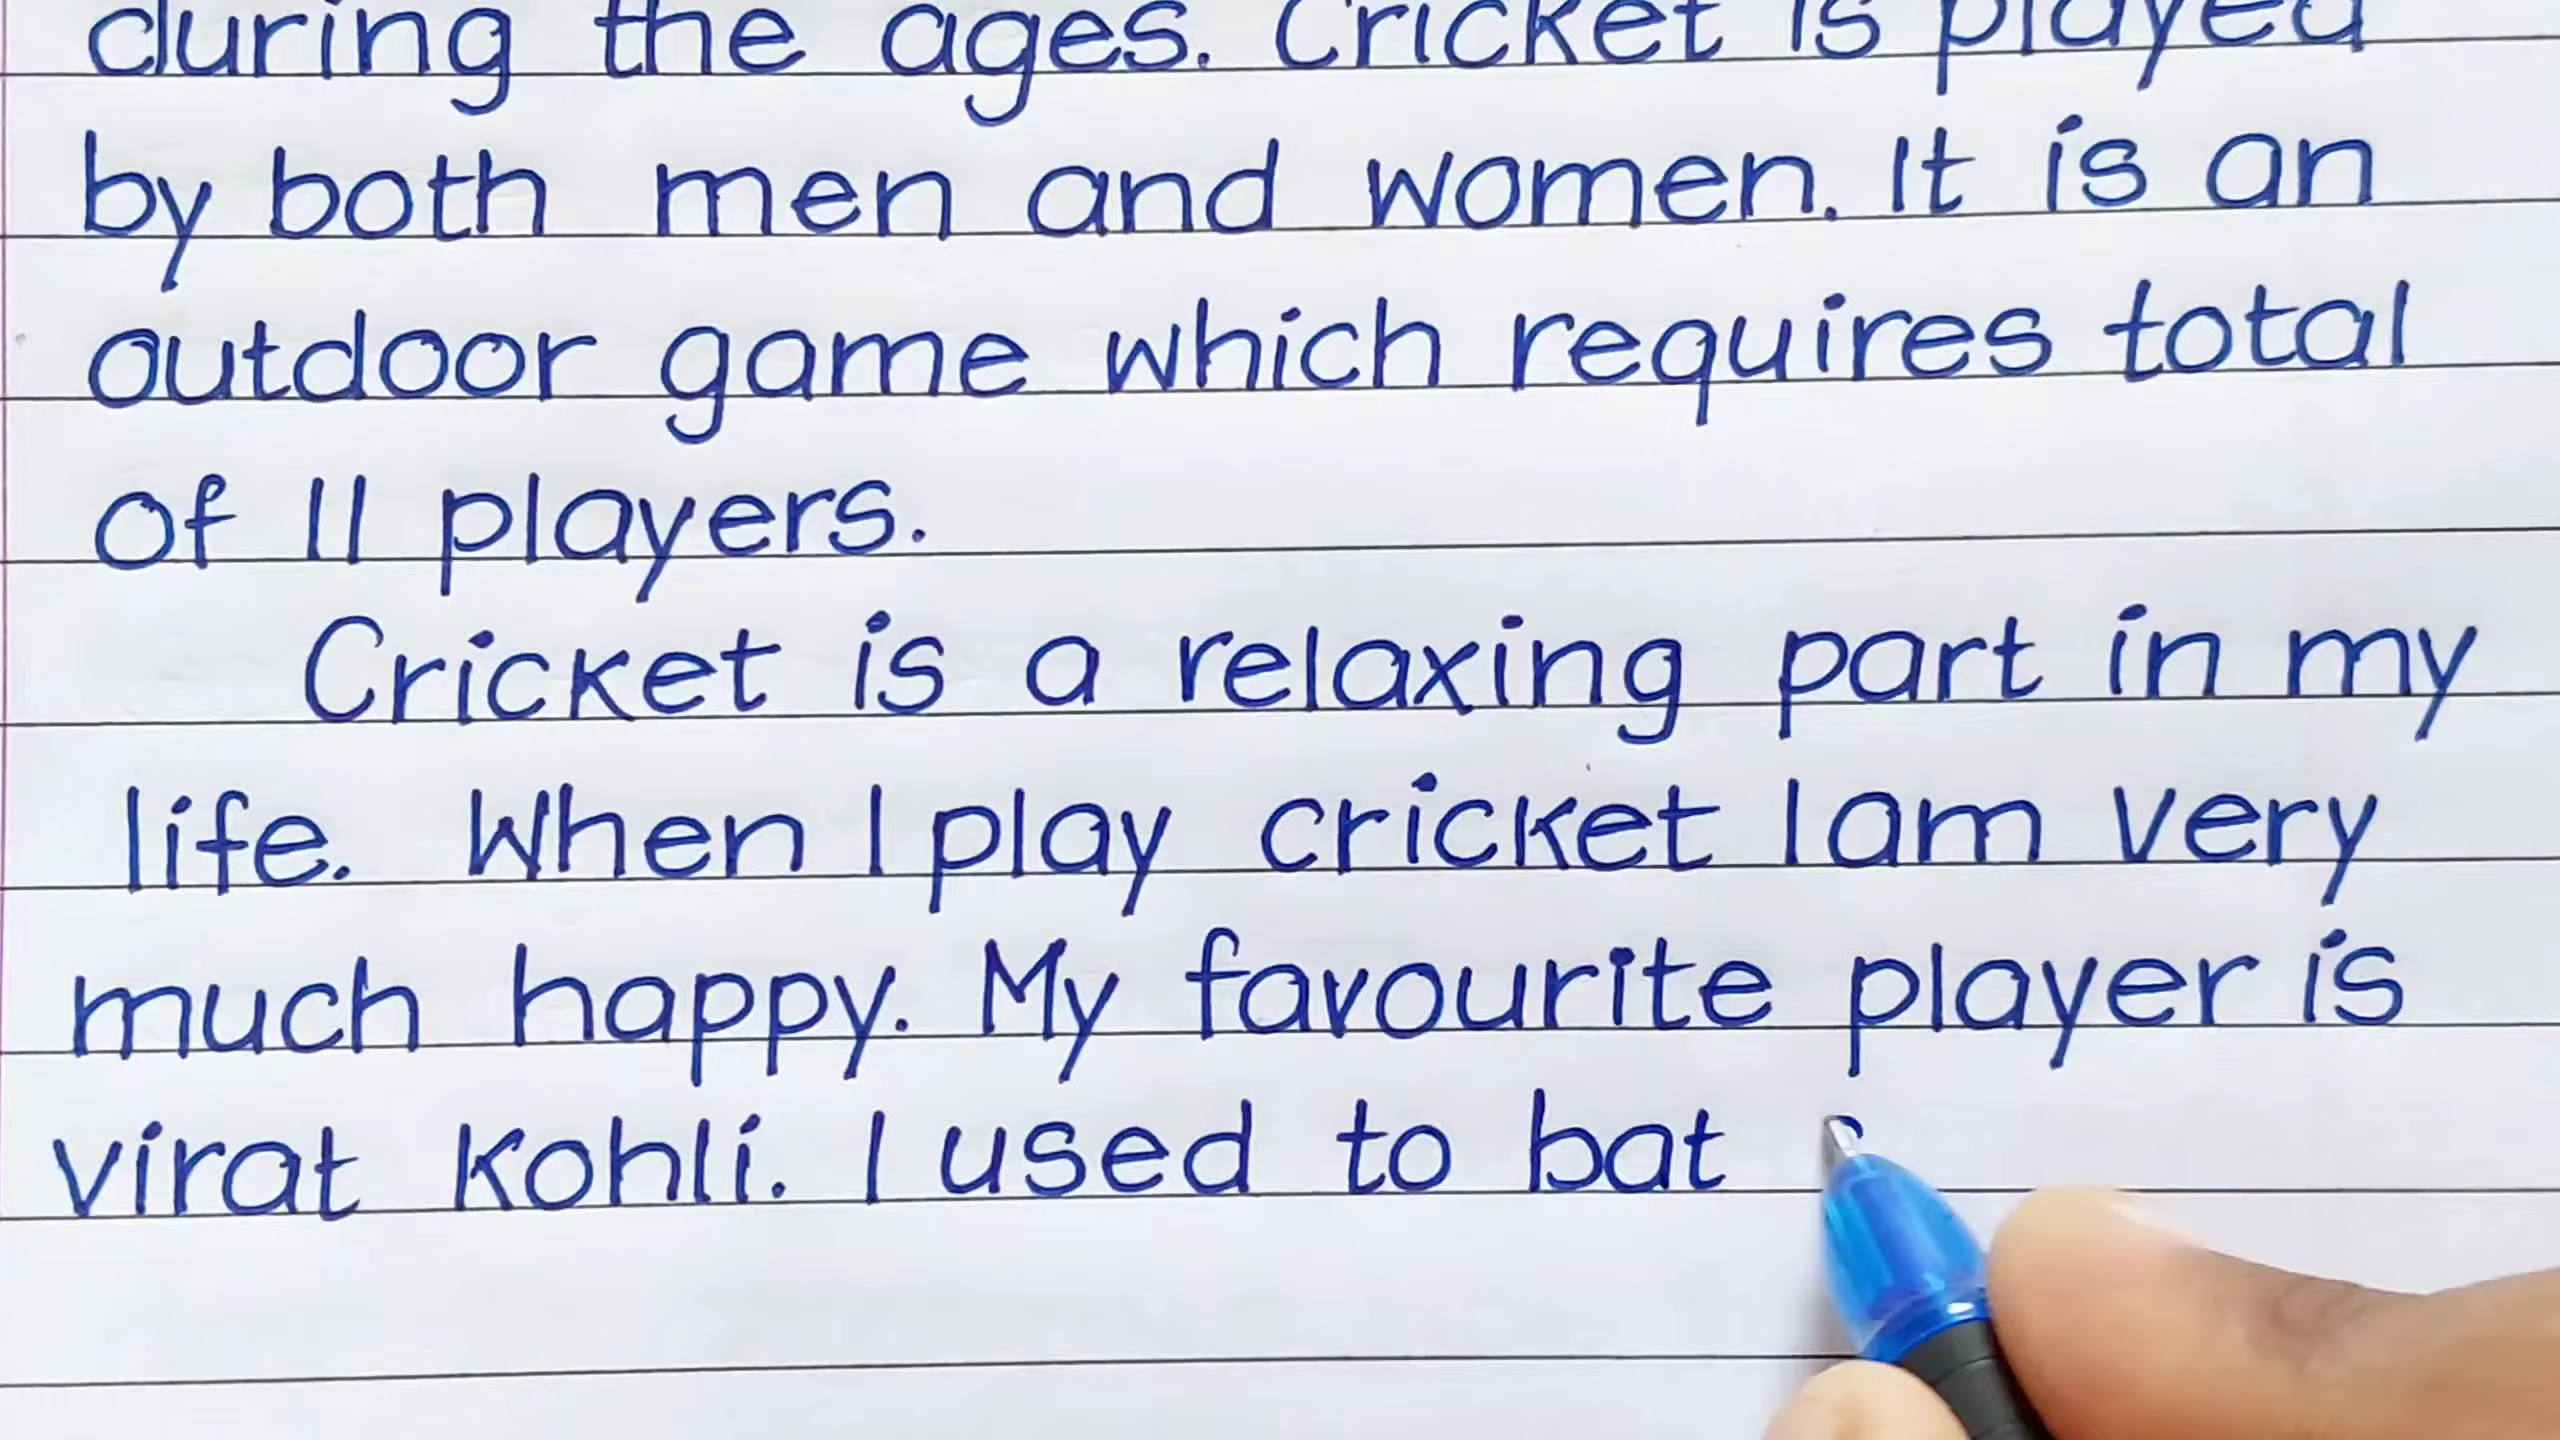 during the ages. Cricket is played
by both men and women. It is an
outdoor game which requires total
of 11 players.
Cricket is a relaxing part in my
life. When I play cricket I am very
much happy. My favourite player is
virat Kohli. I used to bat